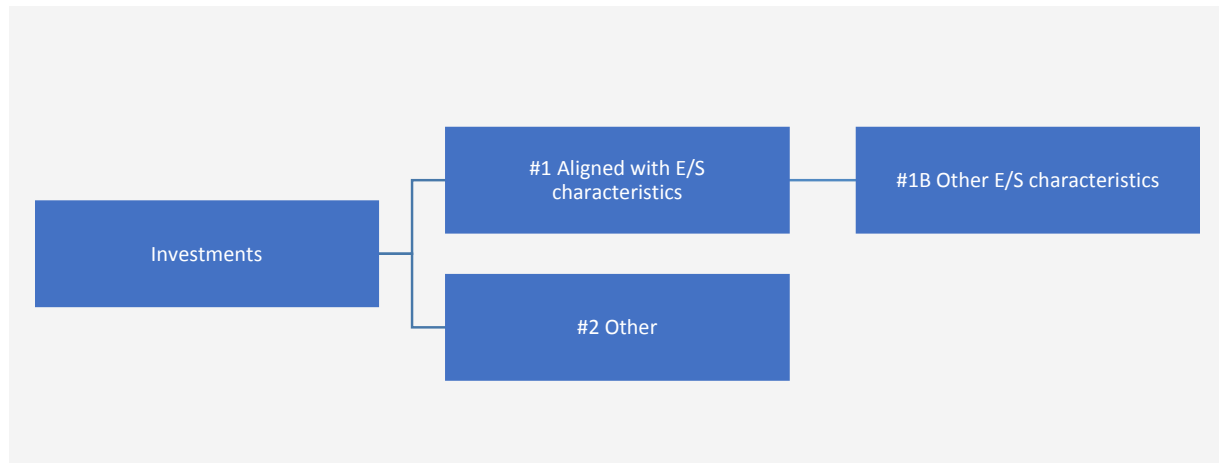 #1 Aligned with E/S
characteristics
#1B Other E/S characteristics
Investments
#2 Other